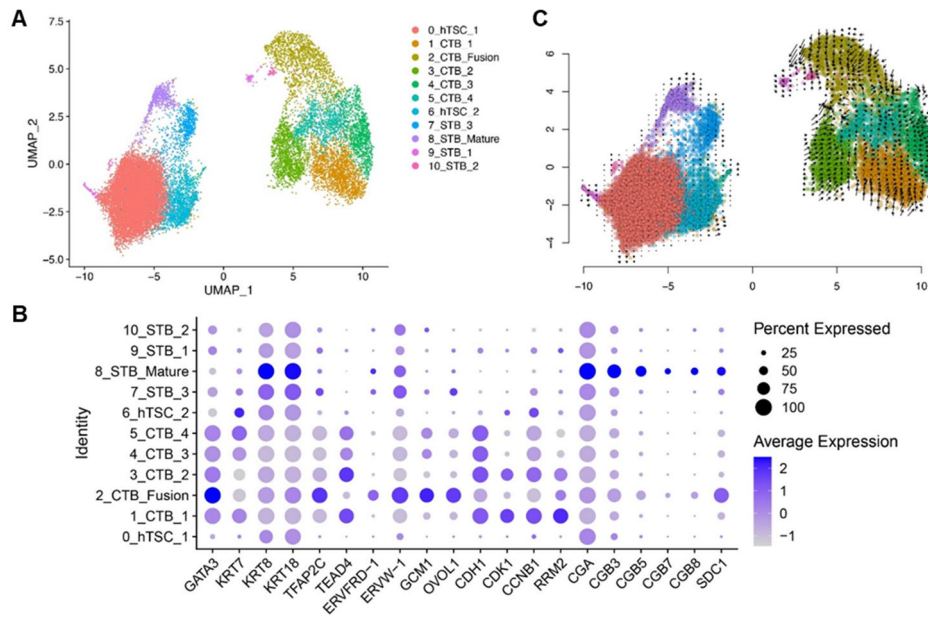 A
7.5
5.0
2.5
0.0
−2.5
−5.0
UMAP_2
−10
−5
0
5
10
UMAP_1
0_hTSC_1
1_CTB_1
2_CTB_Fusion
3_CTB_2
4_CTB_3
5_CTB_4
6_hTSC_2
7_STB_3
8_STB_Mature
9_STB_1
10_STB_2
C
6
4
2
0
−2
−4
−10
−5
0
5
10
B
Identity
10_STB_2
9_STB_1
8_STB_Mature
7_STB_3
6_hTSC_2
5_CTB_4
4_CTB_3
3_CTB_2
2_CTB_Fusion
1_CTB_1
0_hTSC_1
GATA3
KRT7
KRT8
KRT18
TFAP2C
TEAD4
ERVFRD-1
ERVW-1
GCM1
OVOL1
CDH1
CDK1
CCNB1
RRM2
CGA
CGB3
CGB5
CGB7
CGB8
SDC1
Percent Expressed
25
50
75
100
Average Expression
2
1
0
−1